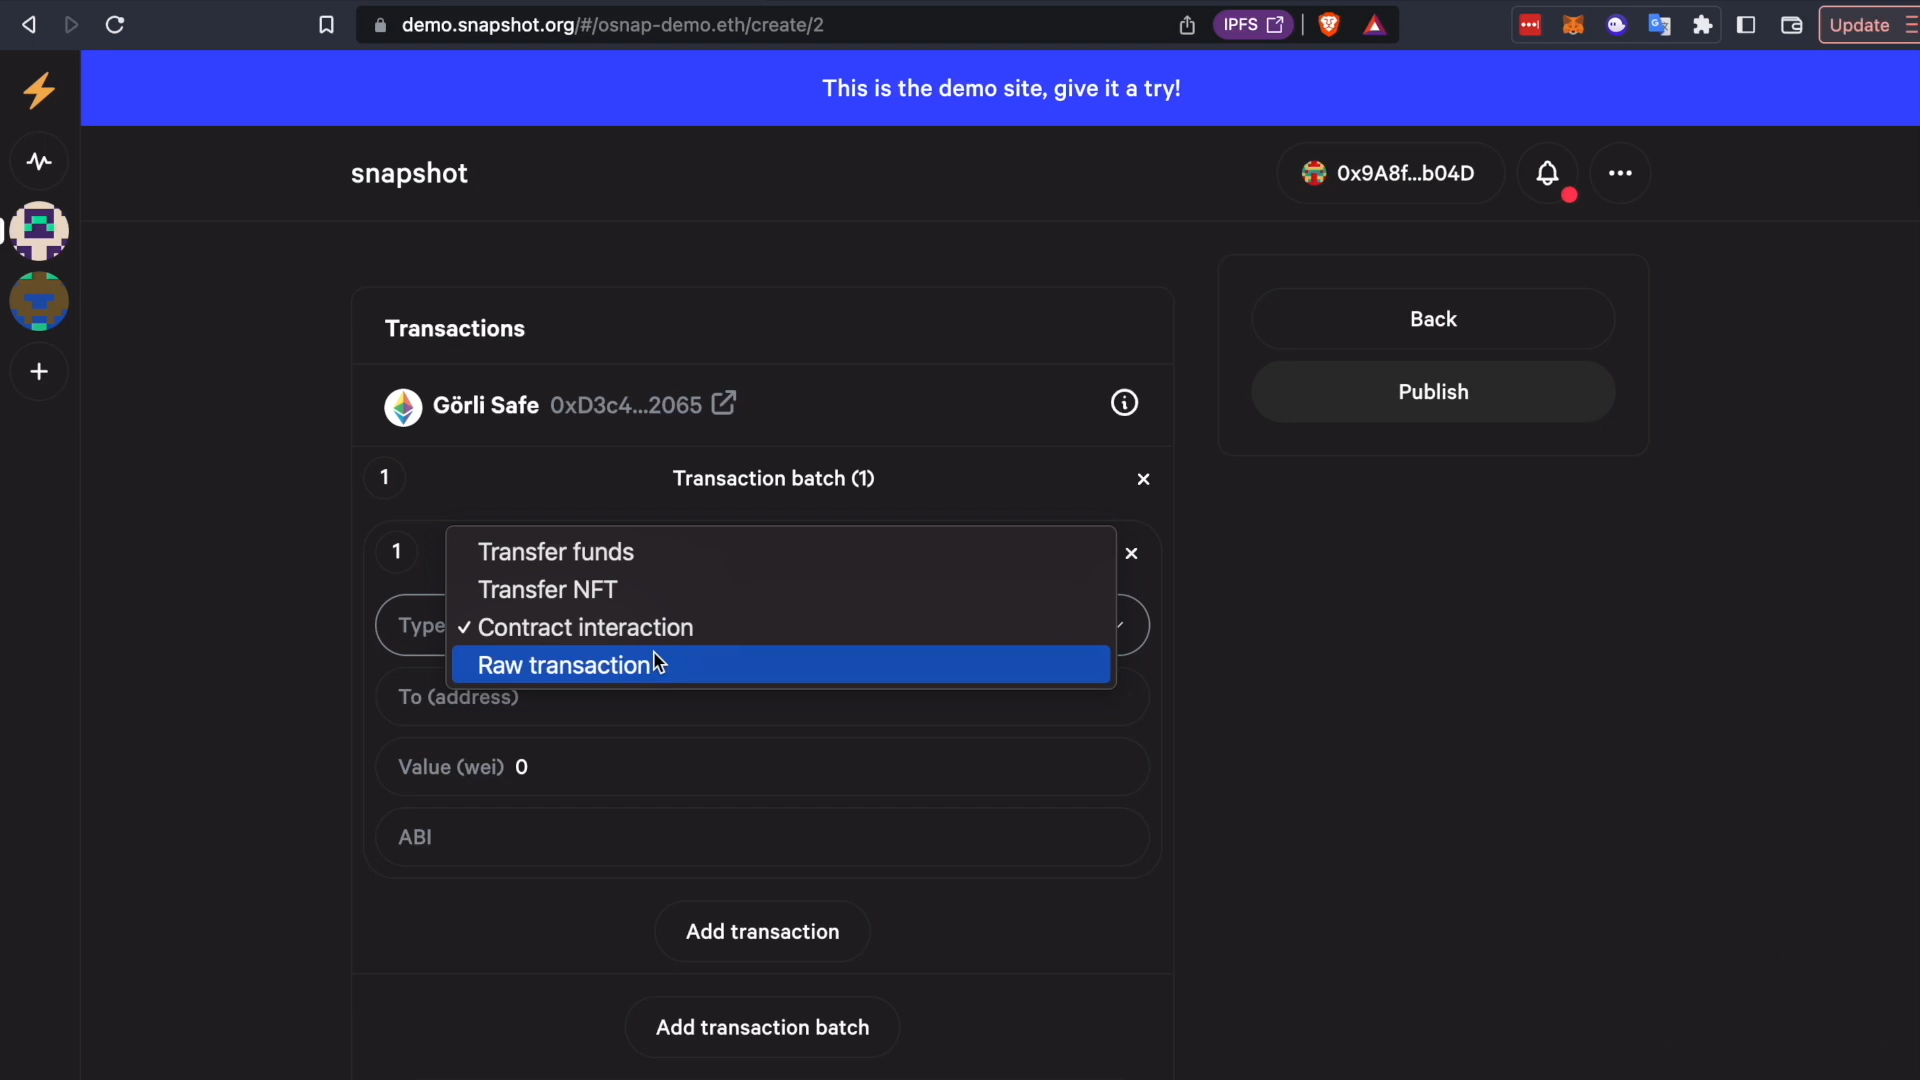 demo.snapshot.org/#/osnap-demo.eth/create/2
IPFS
Update
This is the demo site, give it a try!
snapshot
0x9A8f...b04D
Transactions
Back
Publish
Görli Safe 0xD3c4...2065
1
Transaction batch (1)
1
Transfer funds
Transfer NFT
Type
✓ Contract interaction
Raw transaction
To (address)
Value (wei) 0
ABI
Add transaction
Add transaction batch